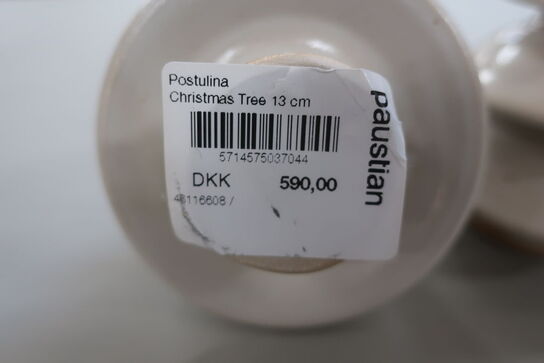 Postulina
Christmas Tree 13 cm
5714575037044
DKK 590,00
46116608 /
paustian